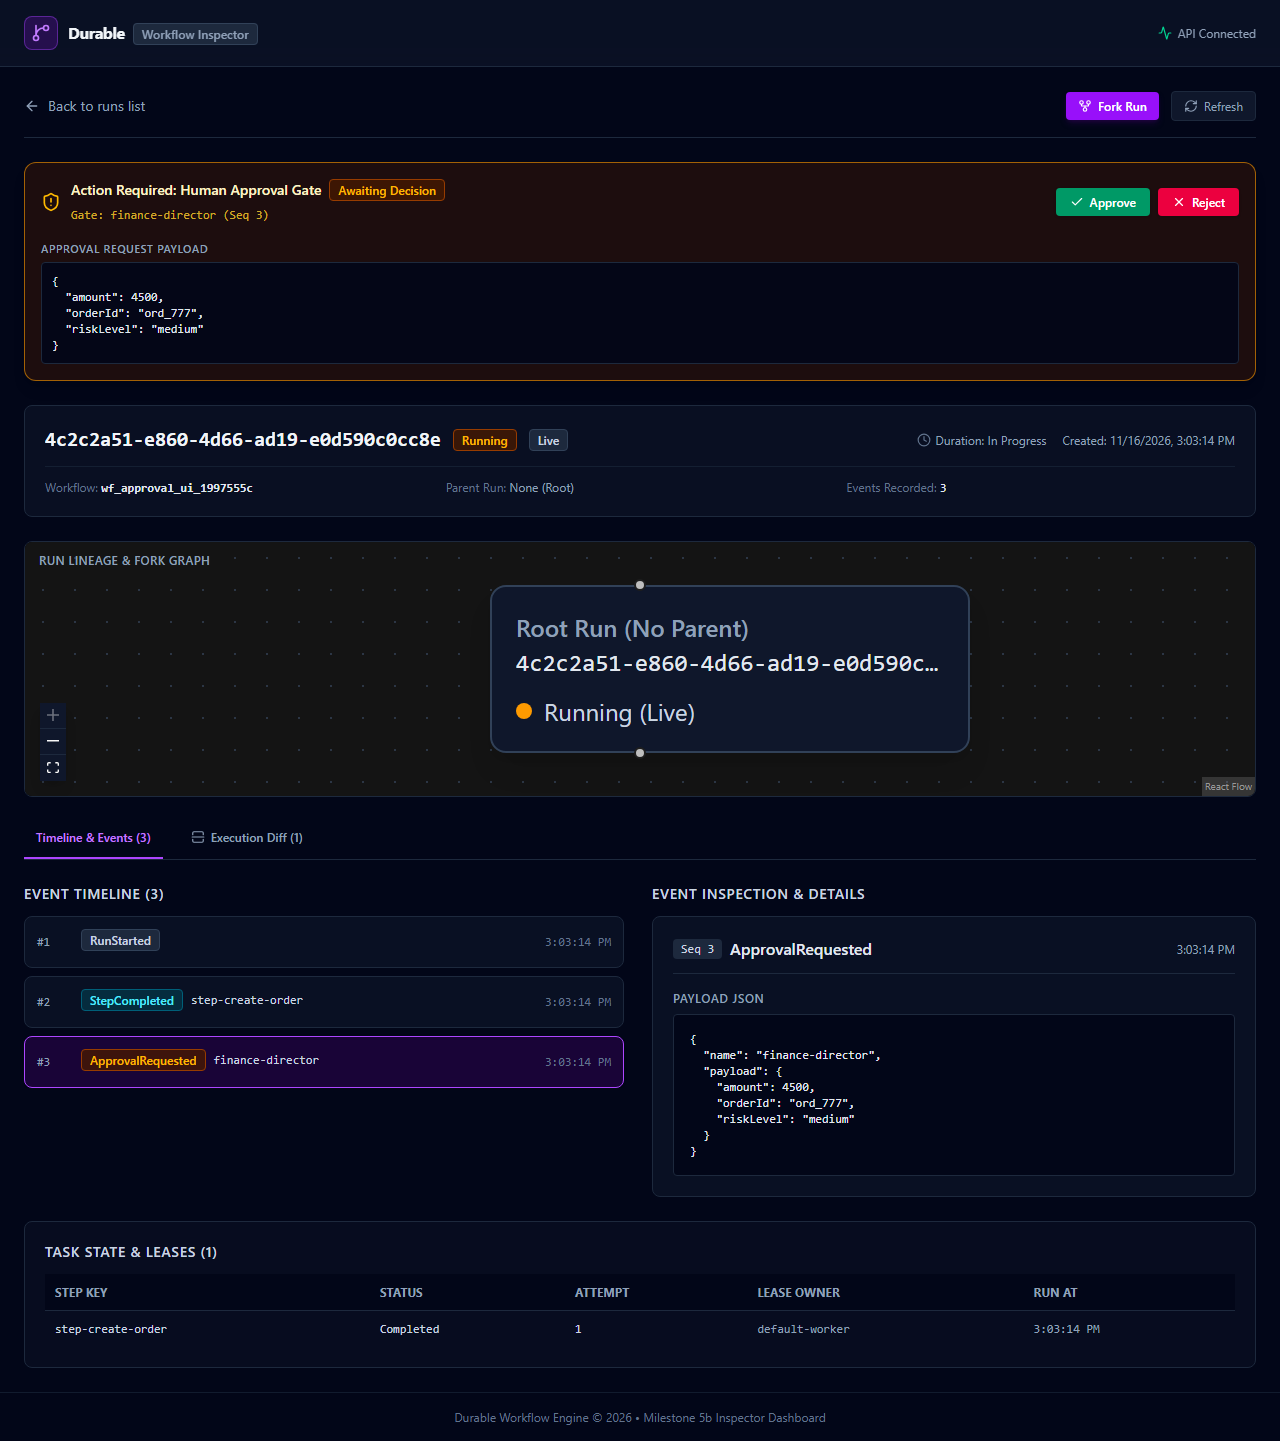 Durable Workflow Inspector
API Connected
Back to runs list
Fork Run
Refresh
Action Required: Human Approval Gate Awaiting Decision
Gate: finance-director (Seq 3)
Approve
Reject
APPROVAL REQUEST PAYLOAD
{
"amount": 4500,
"orderId": "ord_777",
"riskLevel": "medium"
}
4c2c2a51-e860-4d66-ad19-e0d590c0cc8e Running Live
Duration: In Progress Created: 11/16/2026, 3:03:14 PM
Workflow: wf_approval_ui_1997555c
Parent Run: None (Root)
Events Recorded: 3
RUN LINEAGE & FORK GRAPH
Root Run (No Parent)
4c2c2a51-e860-4d66-ad19-e0d590c…
Running (Live)
React Flow
Timeline & Events (3)
Execution Diff (1)
EVENT TIMELINE (3)
#1 RunStarted 3:03:14 PM
#2 StepCompleted step-create-order 3:03:14 PM
#3 ApprovalRequested finance-director 3:03:14 PM
EVENT INSPECTION & DETAILS
Seq 3 ApprovalRequested 3:03:14 PM
PAYLOAD JSON
{
"name": "finance-director",
"payload": {
"amount": 4500,
"orderId": "ord_777",
"riskLevel": "medium"
}
}
TASK STATE & LEASES (1)
STEP KEY STATUS ATTEMPT LEASE OWNER RUN AT
step-create-order Completed 1 default-worker 3:03:14 PM
Durable Workflow Engine © 2026 • Milestone 5b Inspector Dashboard